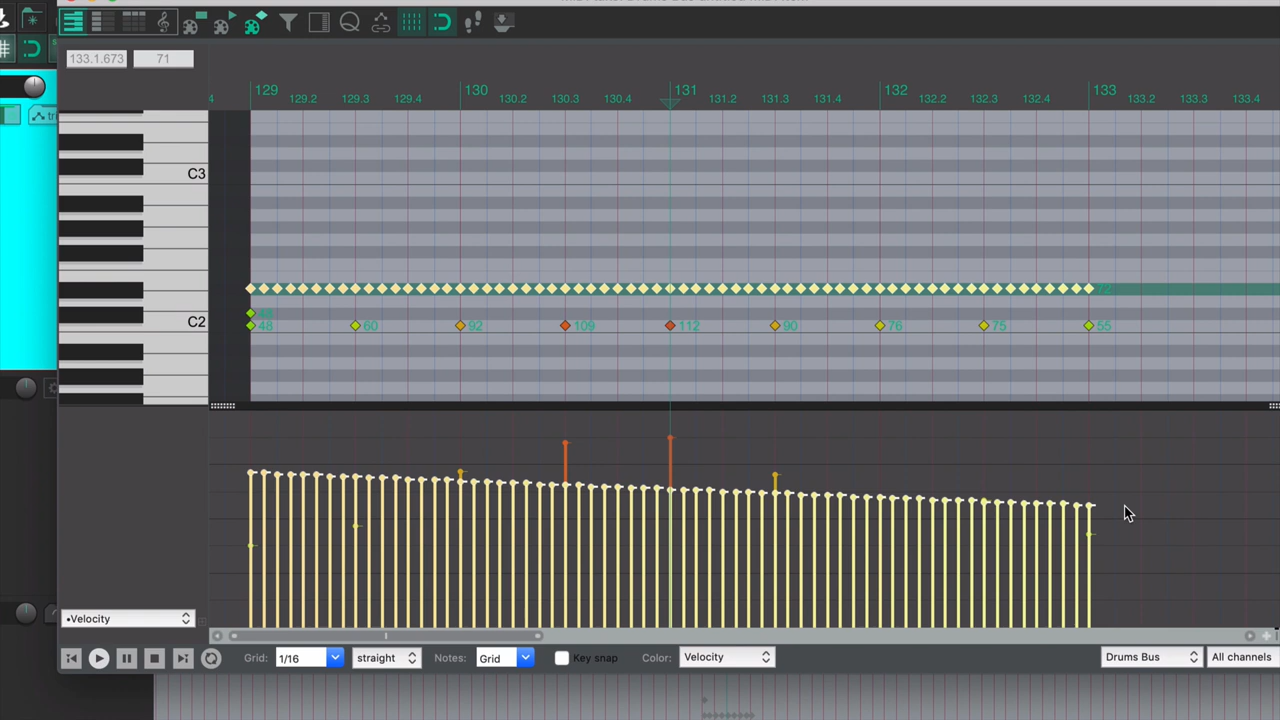 133.1.673 71
129 130 131 132 133
4 129.2 129.3 129.4 130.2 130.3 130.4 131.2 131.3 131.4 132.2 132.3 132.4 133.2 133.3 133.4
C3
C2
48 60 92 109 112 90 76 75 55
•Velocity
Grid: 1/16 straight Notes: Grid Key snap Color: Velocity Drums Bus All channels